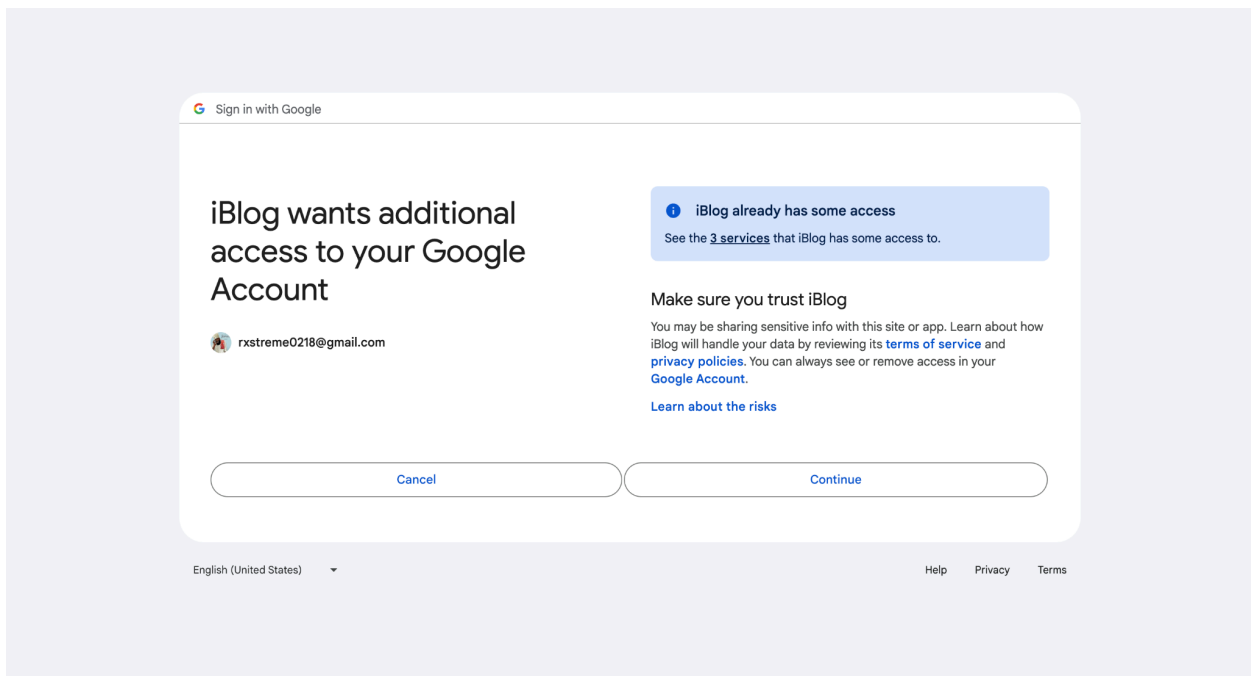 Sign in with Google
iBlog wants additional
access to your Google
Account
rxstreme0218@gmail.com
iBlog already has some access
See the 3 services that iBlog has some access to.
Make sure you trust iBlog
You may be sharing sensitive info with this site or app. Learn about how
iBlog will handle your data by reviewing its terms of service and
privacy policies. You can always see or remove access in your
Google Account.
Learn about the risks
Cancel
Continue
English (United States)
Help
Privacy
Terms